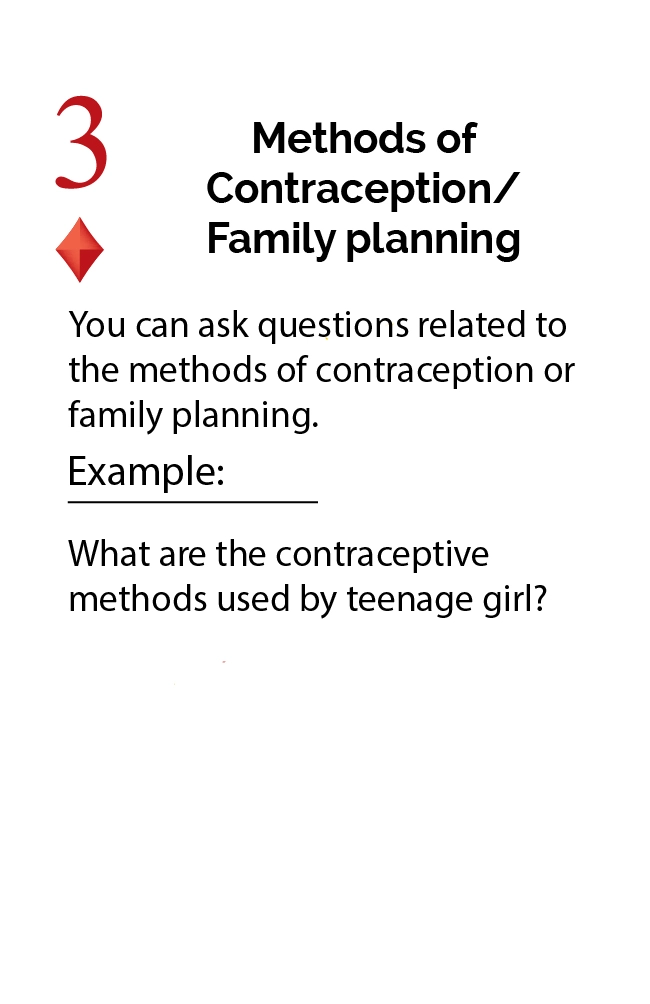 3
Methods of
Contraception/
Family planning
You can ask questions related to
the methods of contraception or
family planning.
Example:
What are the contraceptive
methods used by teenage girl?